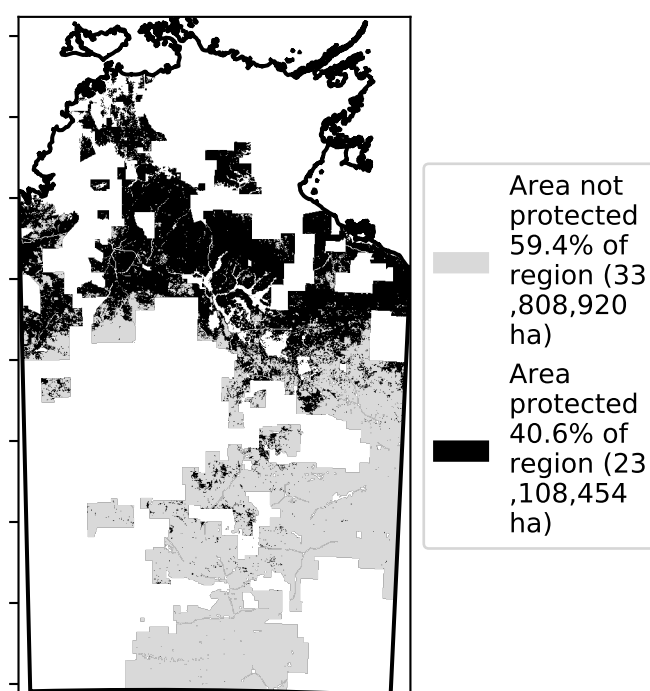 Area not
protected
59.4% of
region (33
,808,920
ha)
Area
protected
40.6% of
region (23
,108,454
ha)